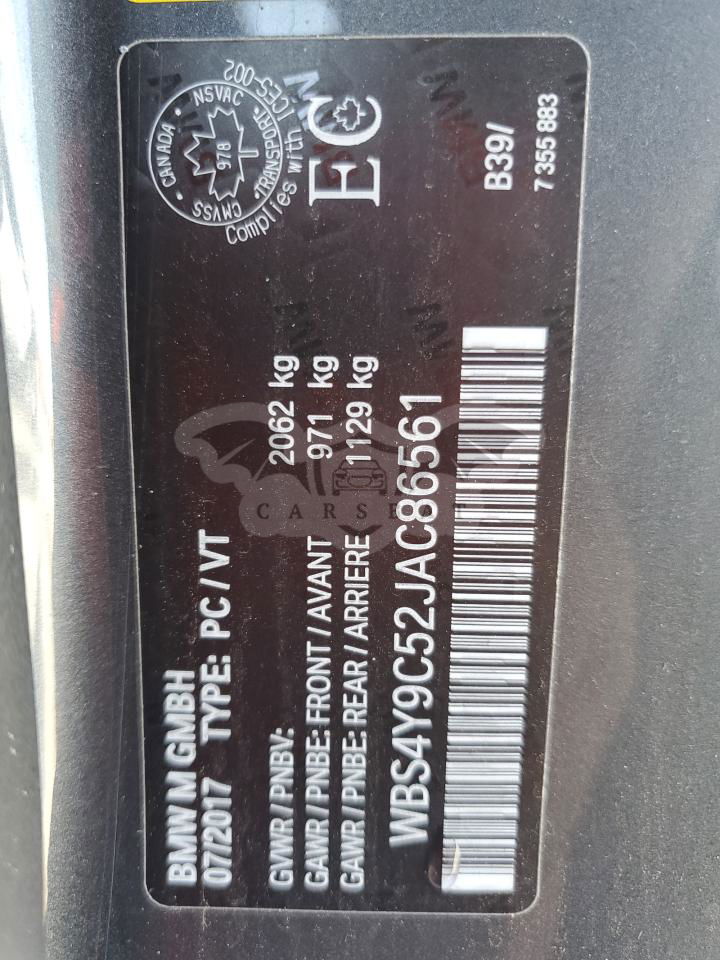 BMW M GMBH
07/2017 TYPE: PC/VT
GVWR/PNBV: 2062 kg
GAWR/PNBE: FRONT/AVANT 971 kg
GAWR/PNBE: REAR/ARRIERE 1129 kg
WBS4Y9C52JAC86561
CANADA · NSVAC · TRANSPORT · CMVSS ·
978
Complies with ICES-002
EC
B39/
7 355 883
BMW
CARSE